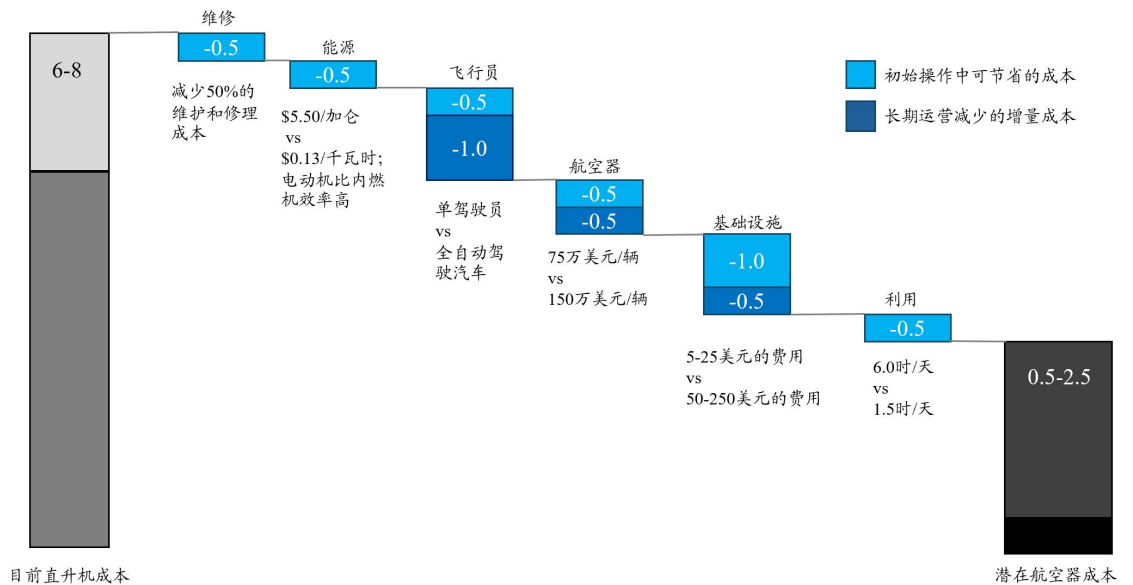 维修
-0.5
减少50%的
维护和修理
成本
能源
-0.5
$5.50/加仑
vs
$0.13/千瓦时；
电动机比内燃
机效率高
飞行员
-0.5
-1.0
单驾驶员
vs
全自动驾
驶汽车
航空器
-0.5
-0.5
75万美元/辆
vs
150万美元/辆
基础设施
-1.0
-0.5
5-25美元的费用
vs
50-250美元的费用
利用
-0.5
6.0时/天
vs
1.5时/天
初始操作中可节省的成本
长期运营减少的增量成本
6-8
目前直升机成本
0.5-2.5
潜在航空器成本